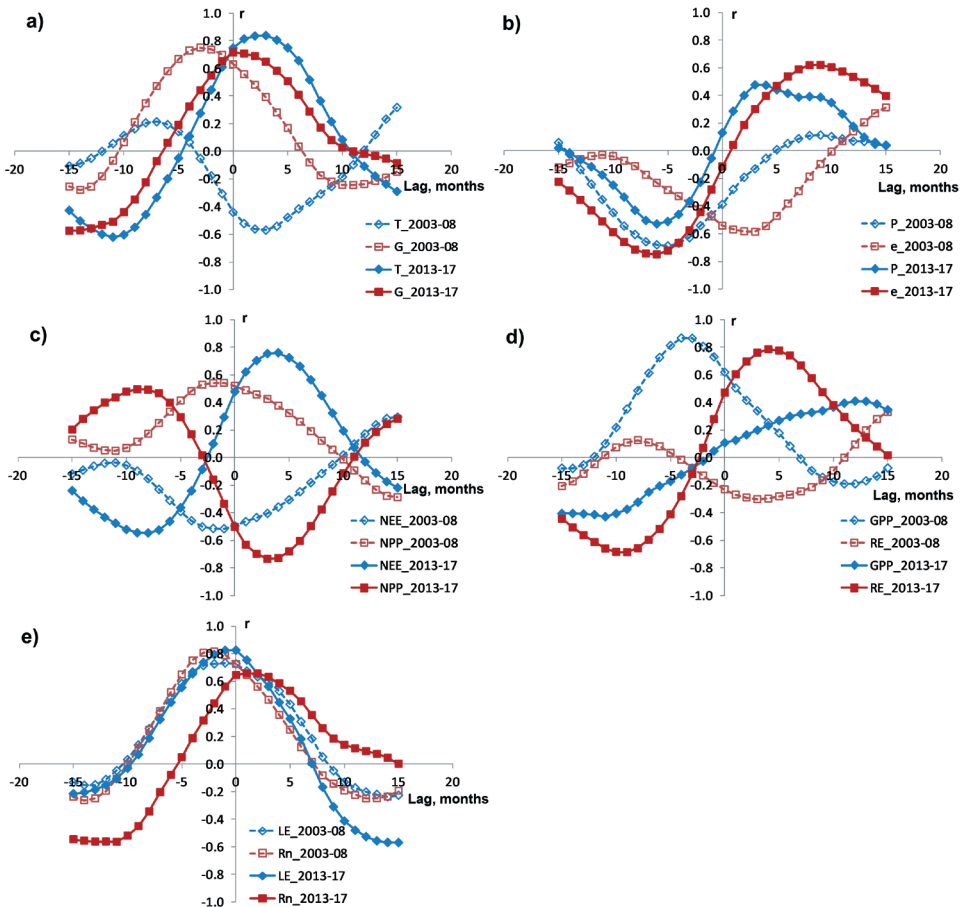 a)
r
1.0
0.8
0.6
0.4
0.2
0.0
-0.2
-0.4
-0.6
-0.8
-1.0
-20 -15 -10 -5 0 5 10 15 20
Lag, months
T_2003-08
G_2003-08
T_2013-17
G_2013-17
b)
r
1.0
0.8
0.6
0.4
0.2
0.0
-0.2
-0.4
-0.6
-0.8
-1.0
-20 -15 -10 -5 0 5 10 15 20
Lag, months
P_2003-08
e_2003-08
P_2013-17
e_2013-17
c)
r
1.0
0.8
0.6
0.4
0.2
0.0
-0.2
-0.4
-0.6
-0.8
-1.0
-20 -15 -10 -5 0 5 10 15 20
Lag, months
NEE_2003-08
NPP_2003-08
NEE_2013-17
NPP_2013-17
d)
r
1.0
0.8
0.6
0.4
0.2
0.0
-0.2
-0.4
-0.6
-0.8
-1.0
-20 -15 -10 -5 0 5 10 15 20
Lag, months
GPP_2003-08
RE_2003-08
GPP_2013-17
RE_2013-17
e)
r
1.0
0.8
0.6
0.4
0.2
0.0
-0.2
-0.4
-0.6
-0.8
-1.0
-20 -15 -10 -5 0 5 10 15 20
Lag, months
LE_2003-08
Rn_2003-08
LE_2013-17
Rn_2013-17